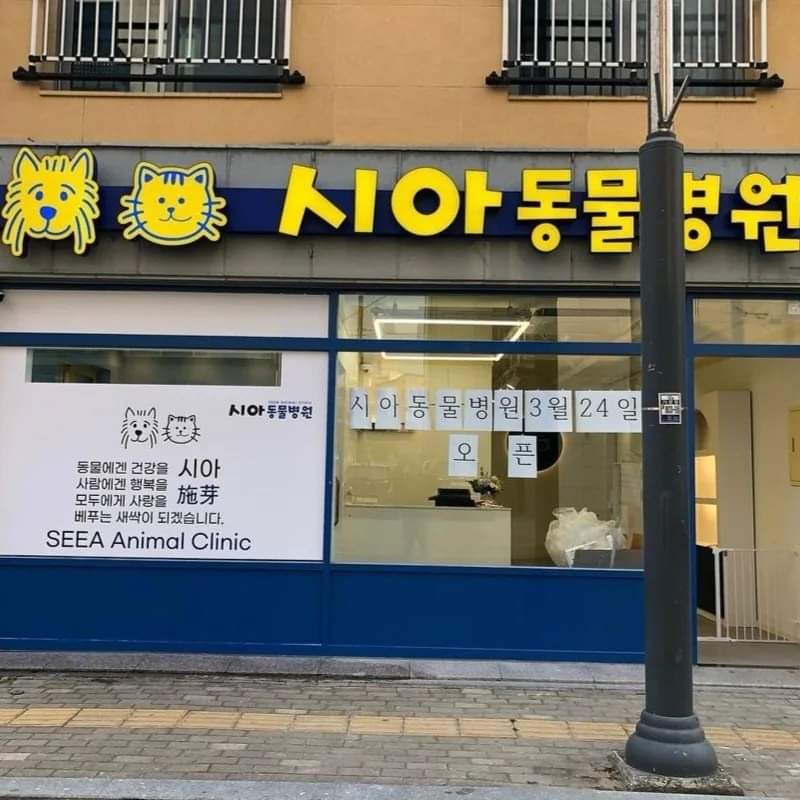 시아동물병원
시아동물병원
동물에겐 건강을 시아
사람에겐 행복을 施芽
모두에게 사랑을
베푸는 새싹이 되겠습니다.
SEEA Animal Clinic
시아동물병원3월24일
오픈